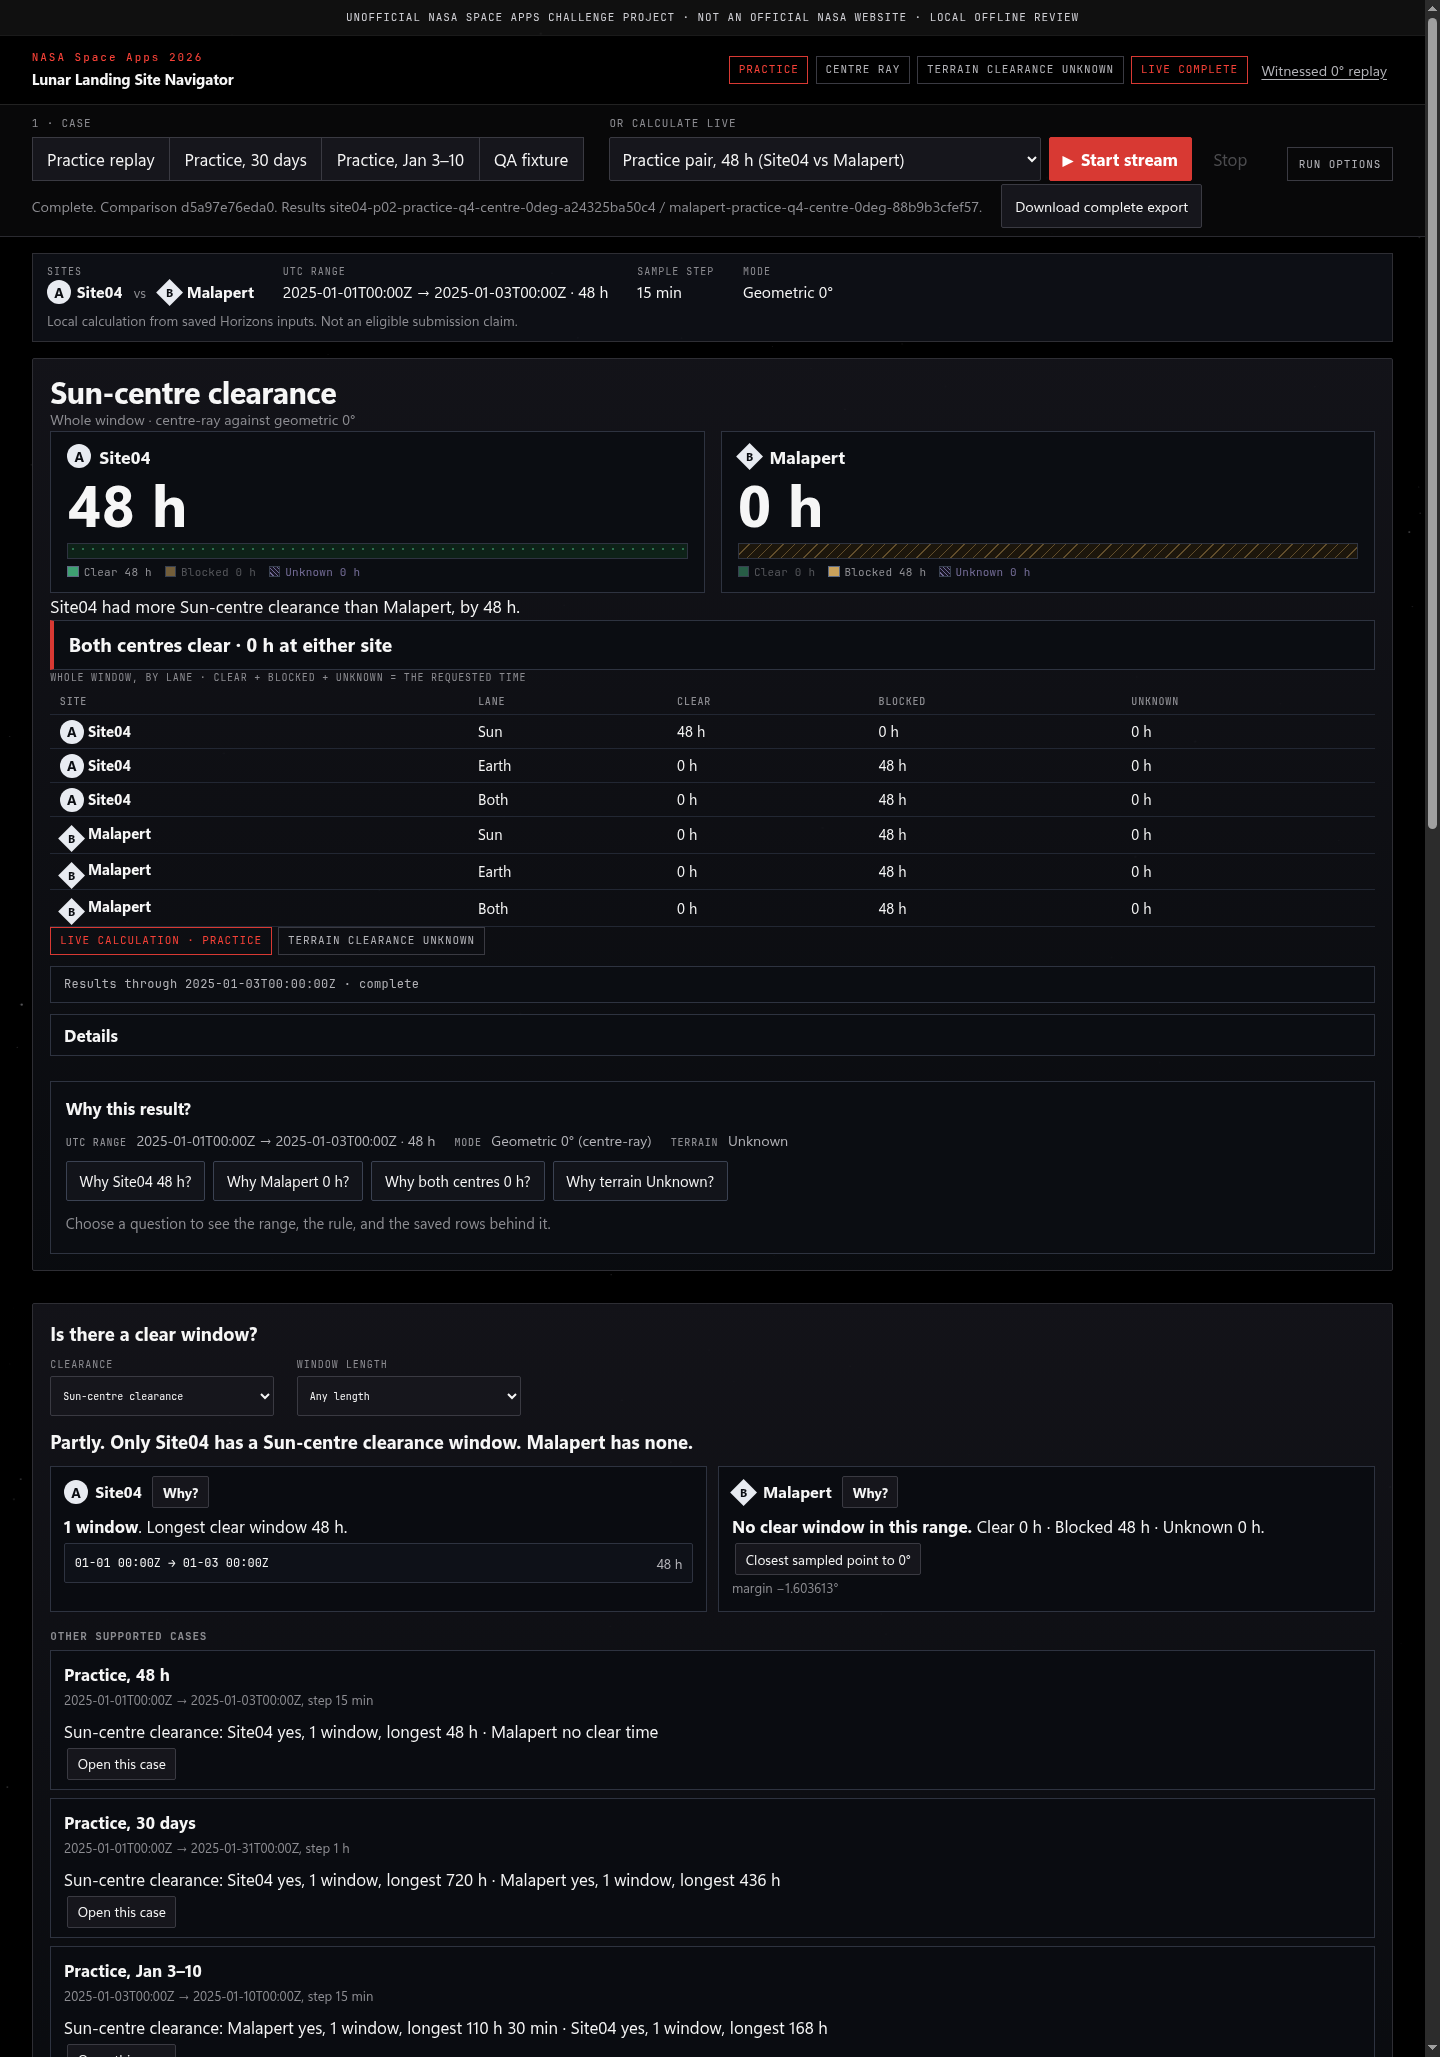 UNOFFICIAL NASA SPACE APPS CHALLENGE PROJECT · NOT AN OFFICIAL NASA WEBSITE · LOCAL OFFLINE REVIEW
NASA Space Apps 2026
Lunar Landing Site Navigator
PRACTICE CENTRE RAY TERRAIN CLEARANCE UNKNOWN LIVE COMPLETE Witnessed 0° replay
1 · CASE
Practice replay Practice, 30 days Practice, Jan 3–10 QA fixture
OR CALCULATE LIVE
Practice pair, 48 h (Site04 vs Malapert) ▶ Start stream Stop RUN OPTIONS
Complete. Comparison d5a97e76eda0. Results site04-p02-practice-q4-centre-0deg-a24325ba50c4 / malapert-practice-q4-centre-0deg-88b9b3cfef57. Download complete export
SITES UTC RANGE SAMPLE STEP MODE
A Site04 vs B Malapert 2025-01-01T00:00Z → 2025-01-03T00:00Z · 48 h 15 min Geometric 0°
Local calculation from saved Horizons inputs. Not an eligible submission claim.
Sun-centre clearance
Whole window · centre-ray against geometric 0°
A Site04
48 h
Clear 48 h Blocked 0 h Unknown 0 h
B Malapert
0 h
Clear 0 h Blocked 48 h Unknown 0 h
Site04 had more Sun-centre clearance than Malapert, by 48 h.
Both centres clear · 0 h at either site
WHOLE WINDOW, BY LANE · CLEAR + BLOCKED + UNKNOWN = THE REQUESTED TIME
SITE LANE CLEAR BLOCKED UNKNOWN
A Site04 Sun 48 h 0 h 0 h
A Site04 Earth 0 h 48 h 0 h
A Site04 Both 0 h 48 h 0 h
B Malapert Sun 0 h 48 h 0 h
B Malapert Earth 0 h 48 h 0 h
B Malapert Both 0 h 48 h 0 h
LIVE CALCULATION · PRACTICE TERRAIN CLEARANCE UNKNOWN
Results through 2025-01-03T00:00:00Z · complete
Details
Why this result?
UTC RANGE 2025-01-01T00:00Z → 2025-01-03T00:00Z · 48 h MODE Geometric 0° (centre-ray) TERRAIN Unknown
Why Site04 48 h? Why Malapert 0 h? Why both centres 0 h? Why terrain Unknown?
Choose a question to see the range, the rule, and the saved rows behind it.
Is there a clear window?
CLEARANCE WINDOW LENGTH
Sun-centre clearance Any length
Partly. Only Site04 has a Sun-centre clearance window. Malapert has none.
A Site04 Why?
1 window. Longest clear window 48 h.
01-01 00:00Z → 01-03 00:00Z 48 h
B Malapert Why?
No clear window in this range. Clear 0 h · Blocked 48 h · Unknown 0 h.
Closest sampled point to 0°
margin −1.603613°
OTHER SUPPORTED CASES
Practice, 48 h
2025-01-01T00:00Z → 2025-01-03T00:00Z, step 15 min
Sun-centre clearance: Site04 yes, 1 window, longest 48 h · Malapert no clear time
Open this case
Practice, 30 days
2025-01-01T00:00Z → 2025-01-31T00:00Z, step 1 h
Sun-centre clearance: Site04 yes, 1 window, longest 720 h · Malapert yes, 1 window, longest 436 h
Open this case
Practice, Jan 3–10
2025-01-03T00:00Z → 2025-01-10T00:00Z, step 15 min
Sun-centre clearance: Malapert yes, 1 window, longest 110 h 30 min · Site04 yes, 1 window, longest 168 h